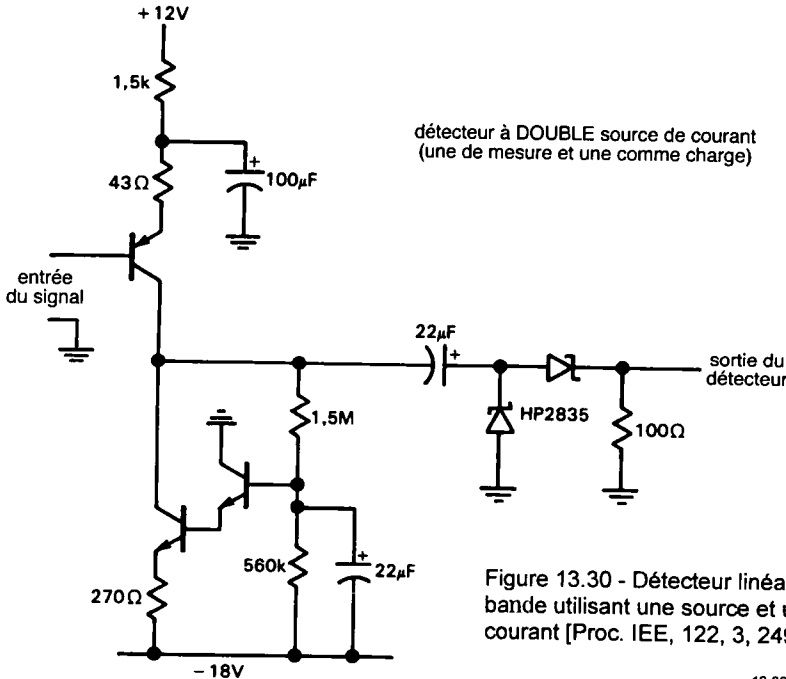 +12V
1,5k
détecteur à DOUBLE source de courant
(une de mesure et une comme charge)
43Ω
+
100µF
entrée
du signal
22µF
+
sortie du
détecteur
1,5M
HP2835
100Ω
560k
+
22µF
270Ω
Figure 13.30 - Détecteur
bande utilisant une source et
courant [Proc. IEE, 122, 3,
−18V